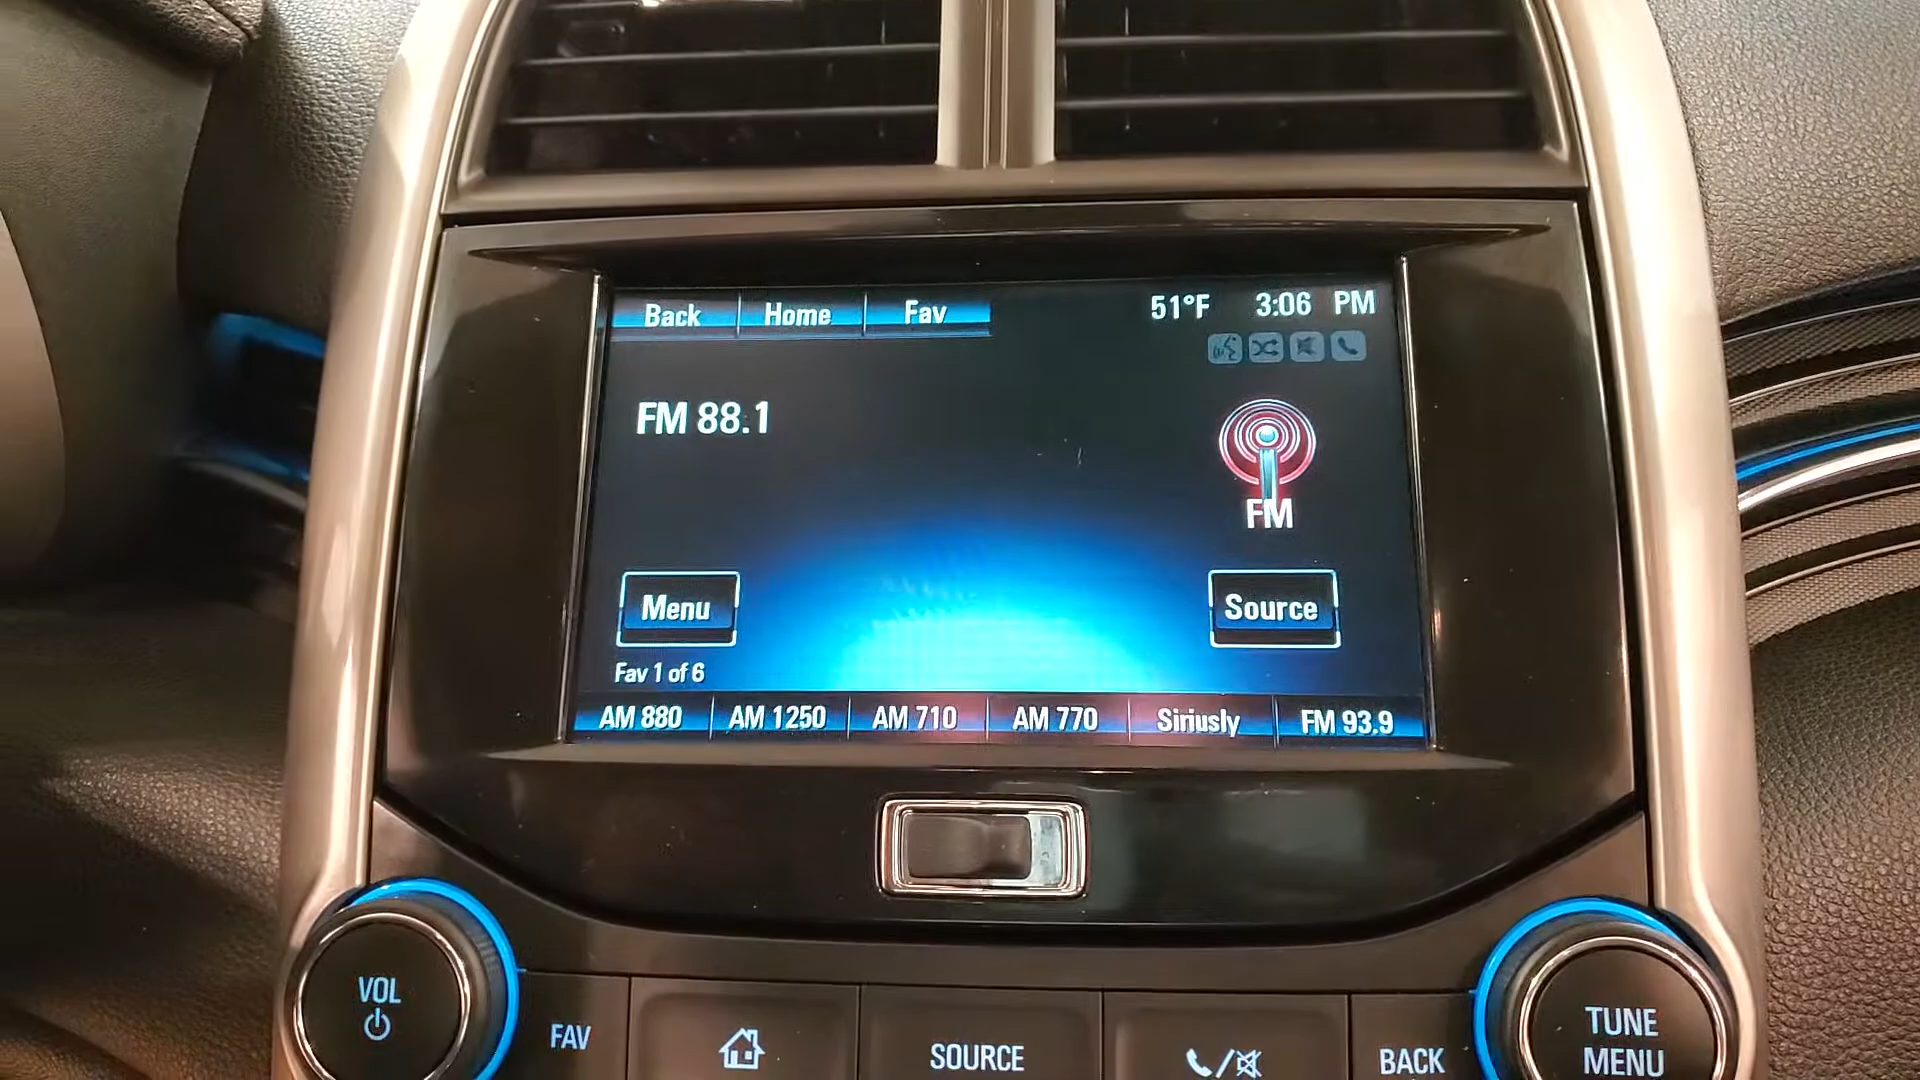 Back Home Fav 51°F 3:06 PM
FM 88.1
FM
Menu Source
Fav 1 of 6
AM 880 AM 1250 AM 710 AM 770 Siriusly FM 93.9
VOL
FAV SOURCE BACK
TUNE
MENU